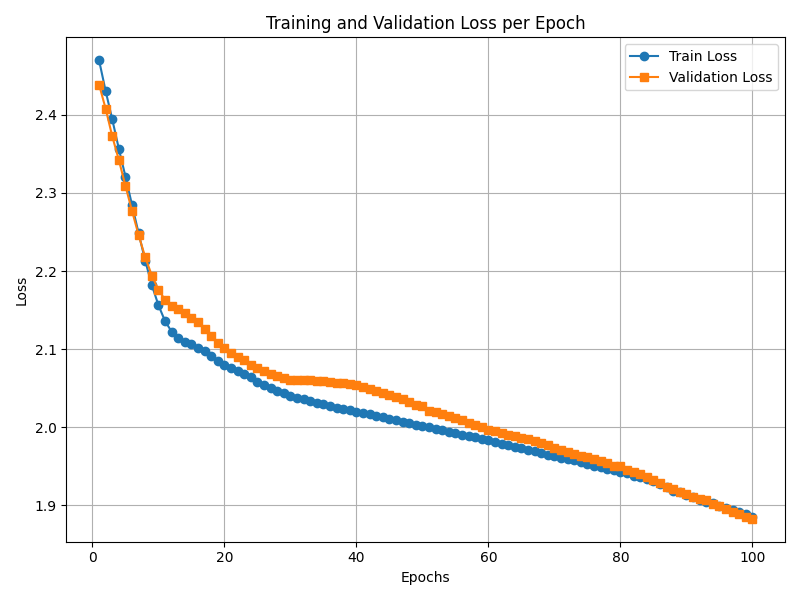 Training and Validation Loss per Epoch
Train Loss
Validation Loss
2.4
2.3
2.2
2.1
2.0
1.9
Loss
0 20 40 60 80 100
Epochs